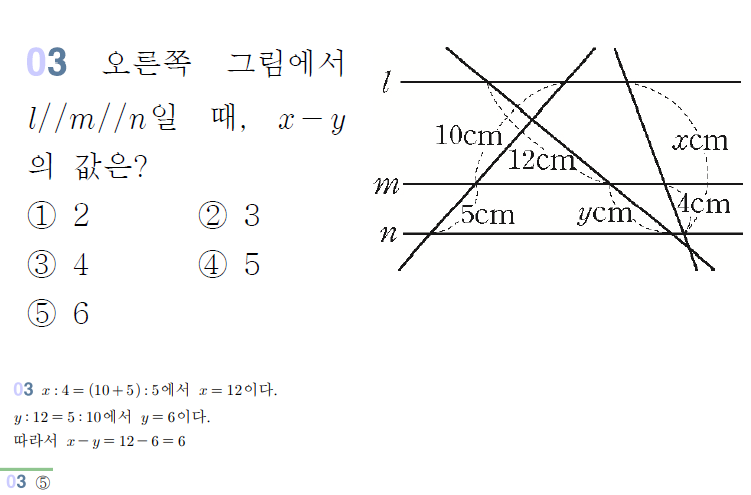 03 오른쪽 그림에서
l//m//n일 때, x-y
의 값은?
① 2 ② 3
③ 4 ④ 5
⑤ 6
l
10cm
xcm
12cm
m
4cm
5cm
ycm
n
03 x:4=(10+5):5에서 x=12이다.
y:12=5:10에서 y=6이다.
따라서 x-y=12-6=6
03 ⑤